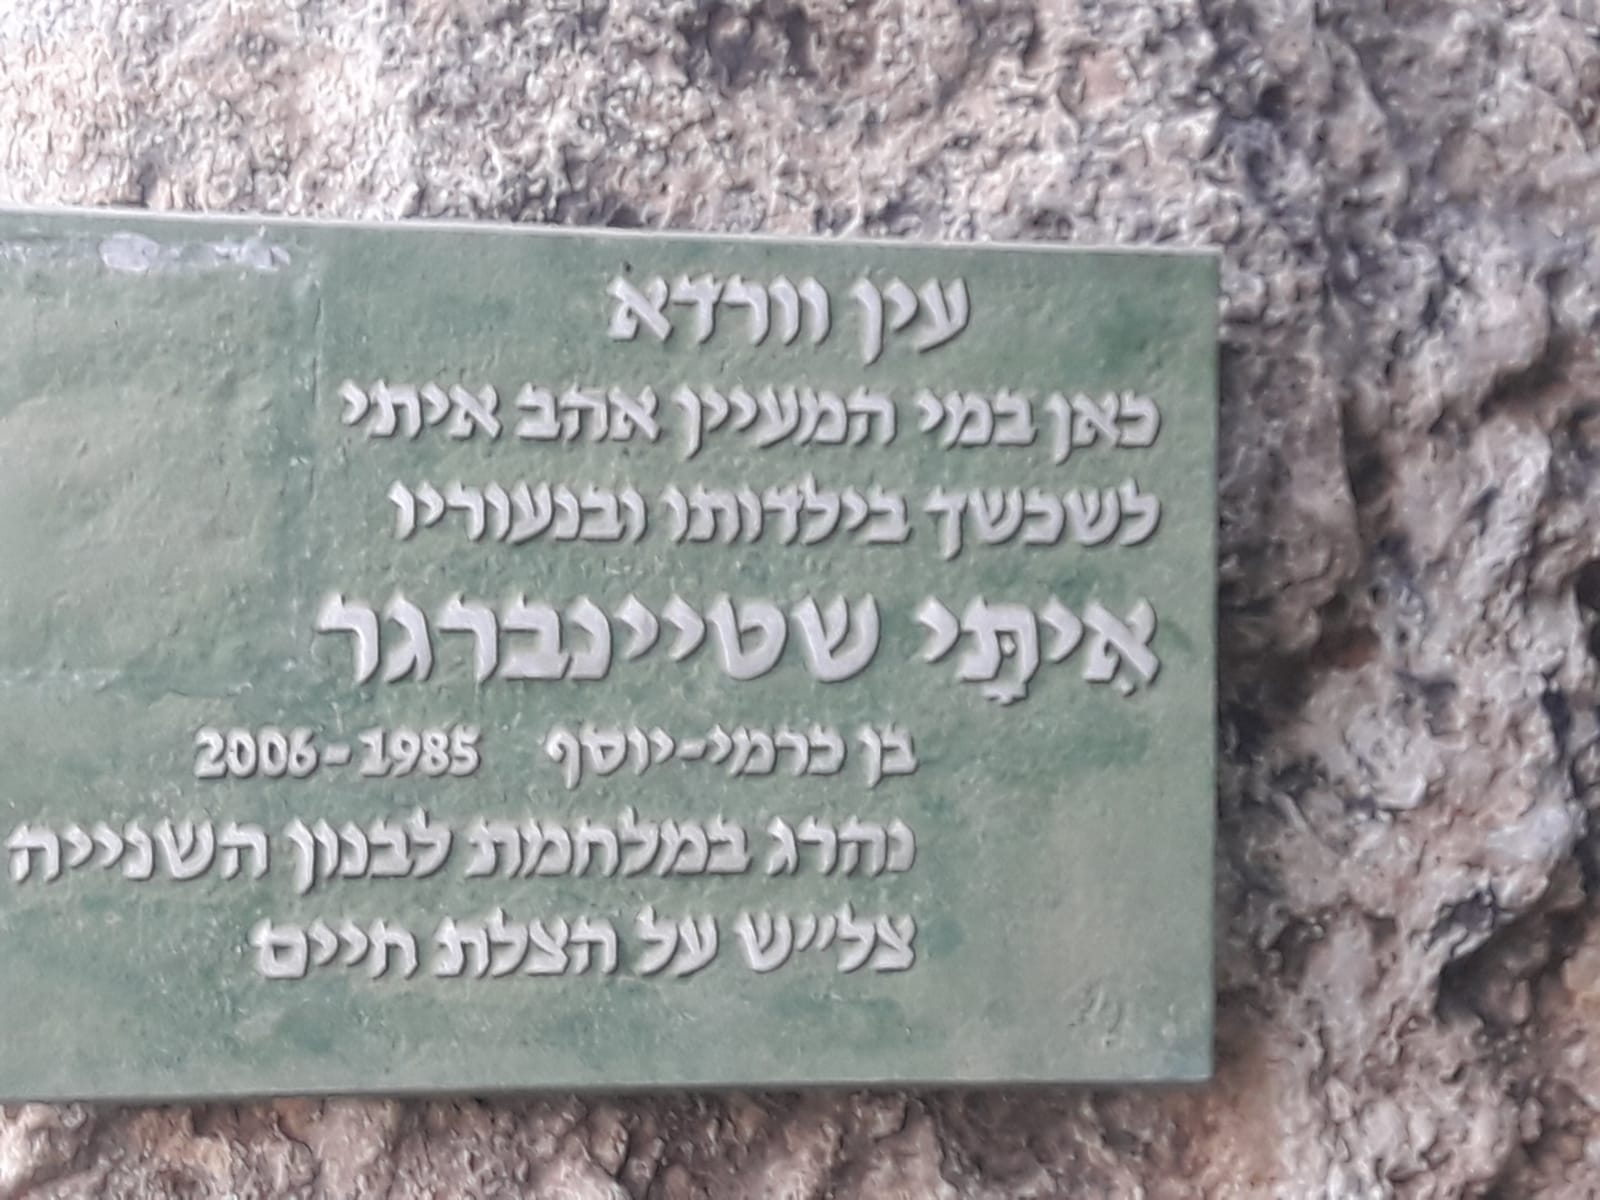 עין וורדא
כאן במי המעיין אהב איתי
לשכשך בילדותו ובנעוריו
אִיתָּי שטיינברגר
בן כרמי-יוסף 1985-2006
נהרג במלחמת לבנון השנייה
צל״ש על הצלת חיים